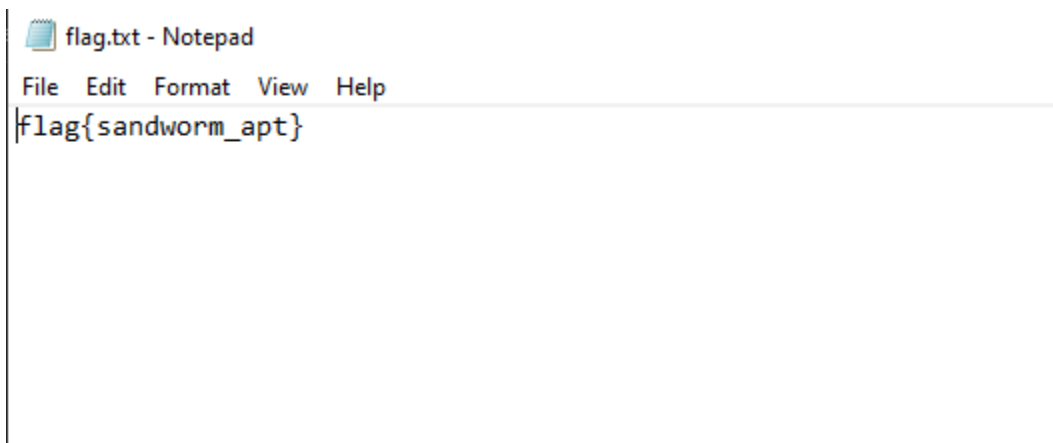 flag.txt - Notepad
File Edit Format View Help
flag{sandworm_apt}